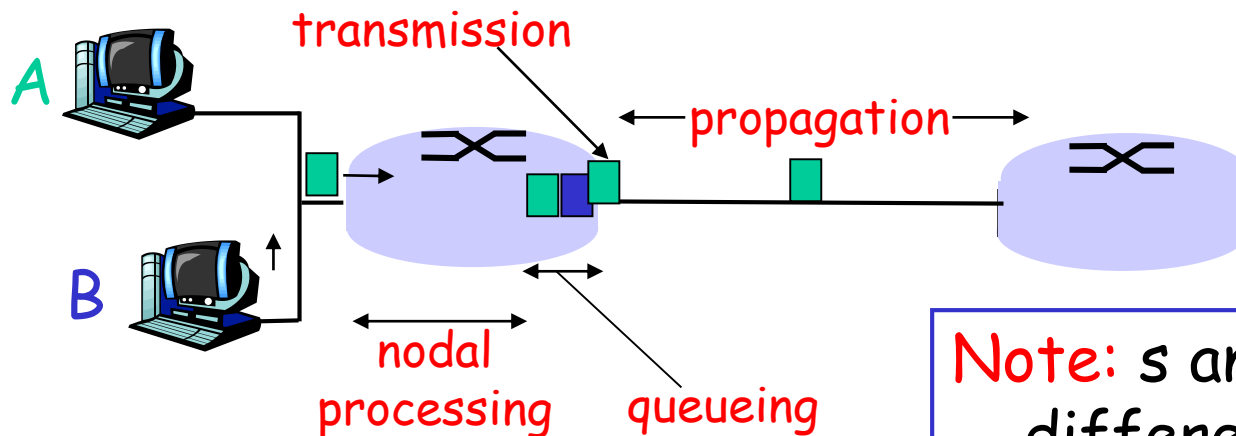 transmission
A
propagation
B
nodal
processing
queueing
Note: s